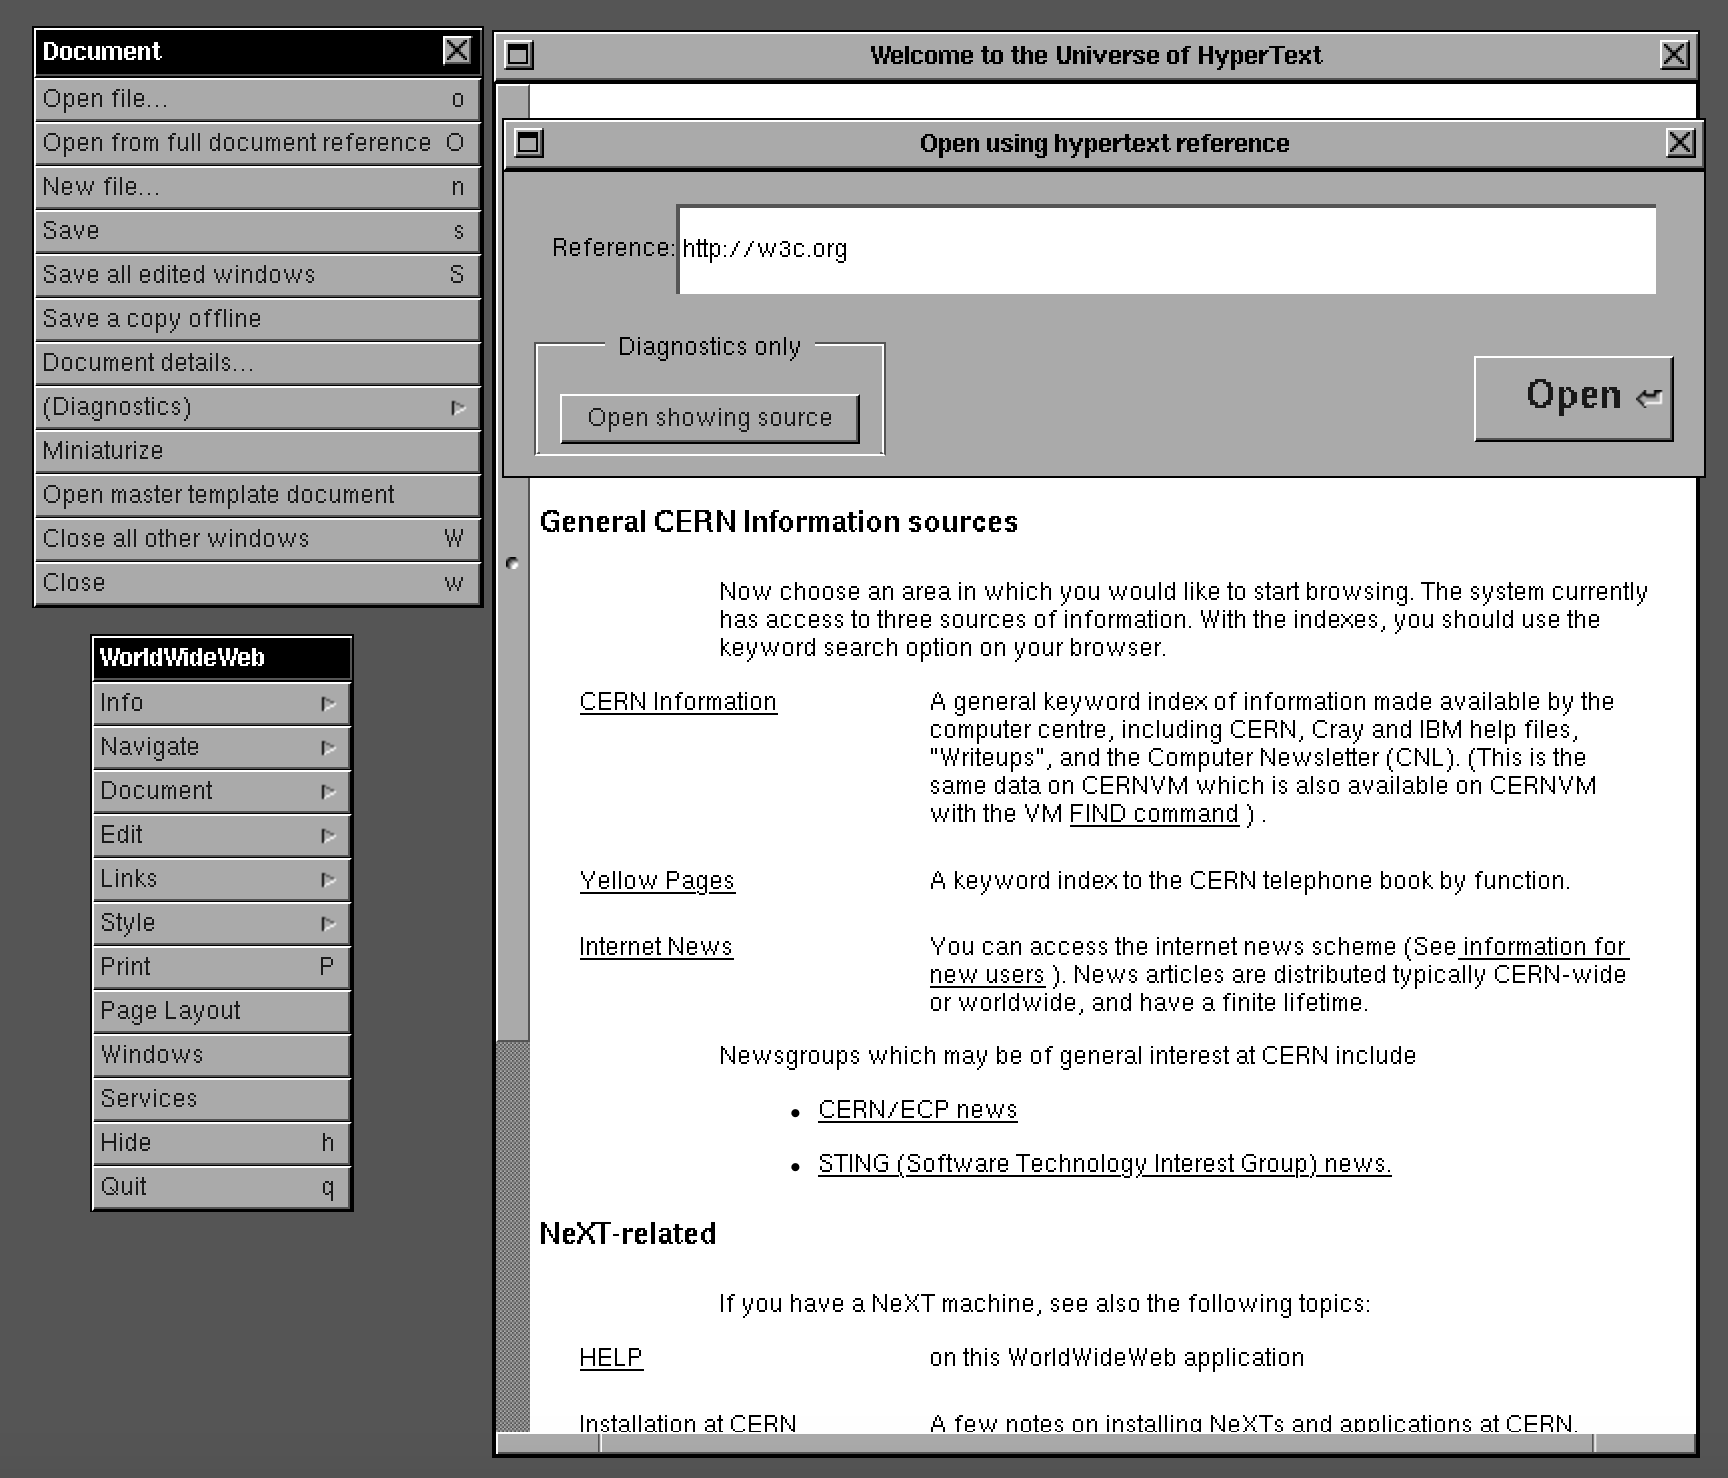 Document
Open file... o
Open from full document reference O
New file... n
Save s
Save all edited windows S
Save a copy offline
Document details...
(Diagnostics)
Miniaturize
Open master template document
Close all other windows W
Close w
WorldWideWeb
Info
Navigate
Document
Edit
Links
Style
Print P
Page Layout
Windows
Services
Hide h
Quit q
Welcome to the Universe of HyperText
Open using hypertext reference
Reference: http://w3c.org
Diagnostics only
Open showing source
Open
General CERN Information sources
Now choose an area in which you would like to start browsing. The system currently
has access to three sources of information. With the indexes, you should use the
keyword search option on your browser.
CERN Information A general keyword index of information made available by the
computer centre, including CERN, Cray and IBM help files,
"Writeups", and the Computer Newsletter (CNL). (This is the
same data on CERNVM which is also available on CERNVM
with the VM FIND command ) .
Yellow Pages A keyword index to the CERN telephone book by function.
Internet News You can access the internet news scheme (See information for
new users ). News articles are distributed typically CERN-wide
or worldwide, and have a finite lifetime.
Newsgroups which may be of general interest at CERN include
• CERN/ECP news
• STING (Software Technology Interest Group) news.
NeXT-related
If you have a NeXT machine, see also the following topics:
HELP on this WorldWideWeb application
Installation at CERN A few notes on installing NeXTs and applications at CERN.